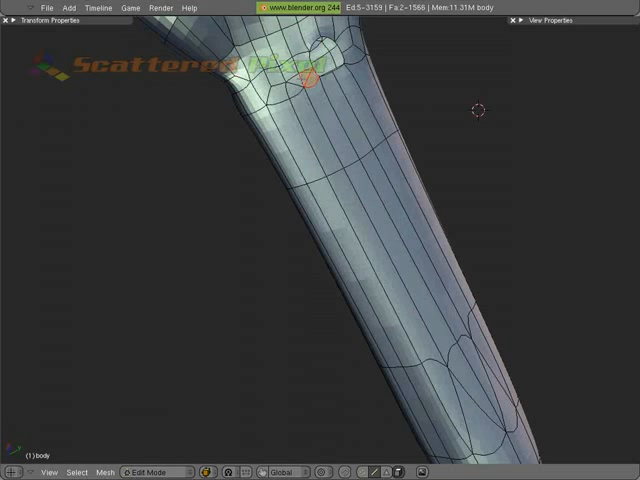 File Add Timeline Game Render Help www.blender.org 244 Ed:5-3159 | Fa:2-1566 | Mem:11.31M body
Transform Properties View Properties
Scattered Pixel
(1) body
View Select Mesh Edit Mode Global